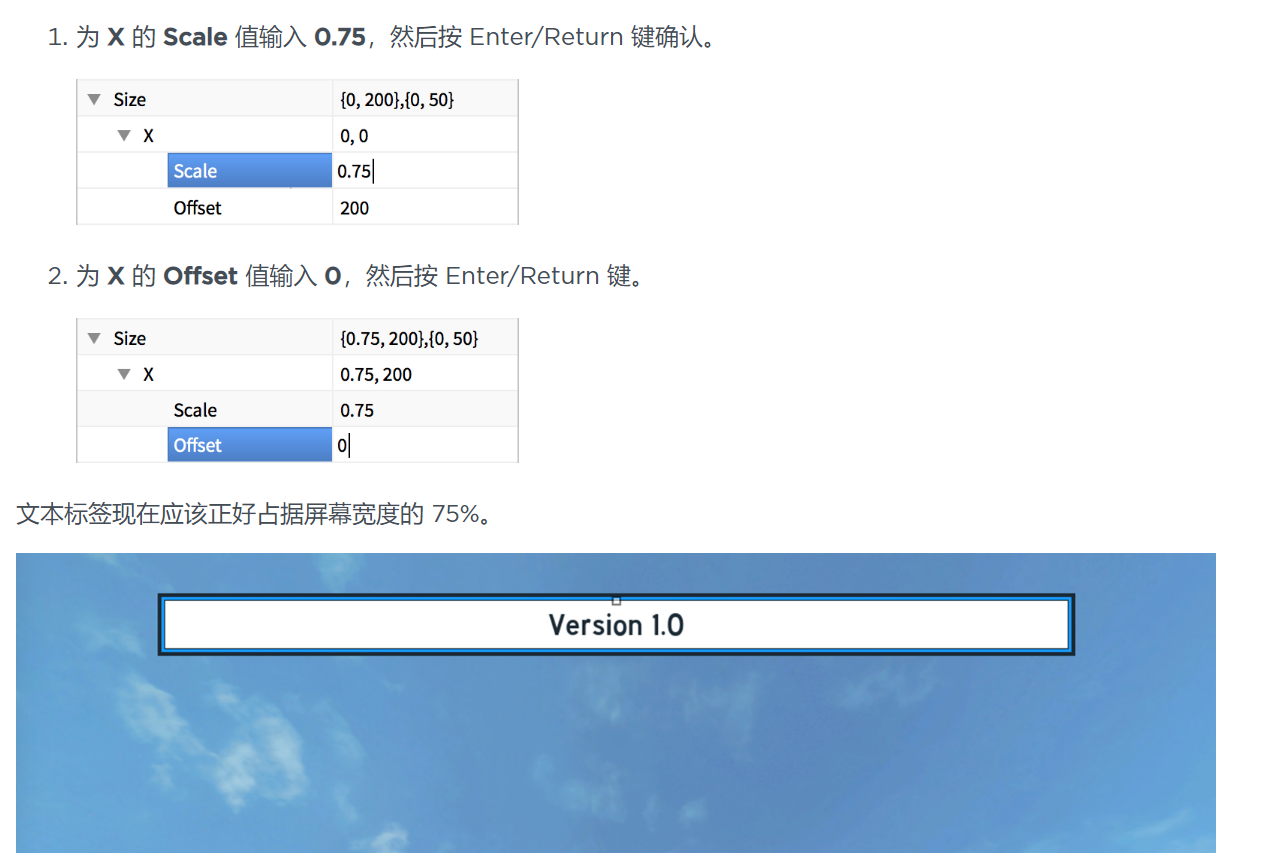 1. 为 X 的 Scale 值输入 0.75，然后按 Enter/Return 键确认。
Size {0, 200},{0, 50}
X 0, 0
Scale 0.75
Offset 200
2. 为 X 的 Offset 值输入 0，然后按 Enter/Return 键。
Size {0.75, 200},{0, 50}
X 0.75, 200
Scale 0.75
Offset 0
文本标签现在应该正好占据屏幕宽度的 75%。
Version 1.0